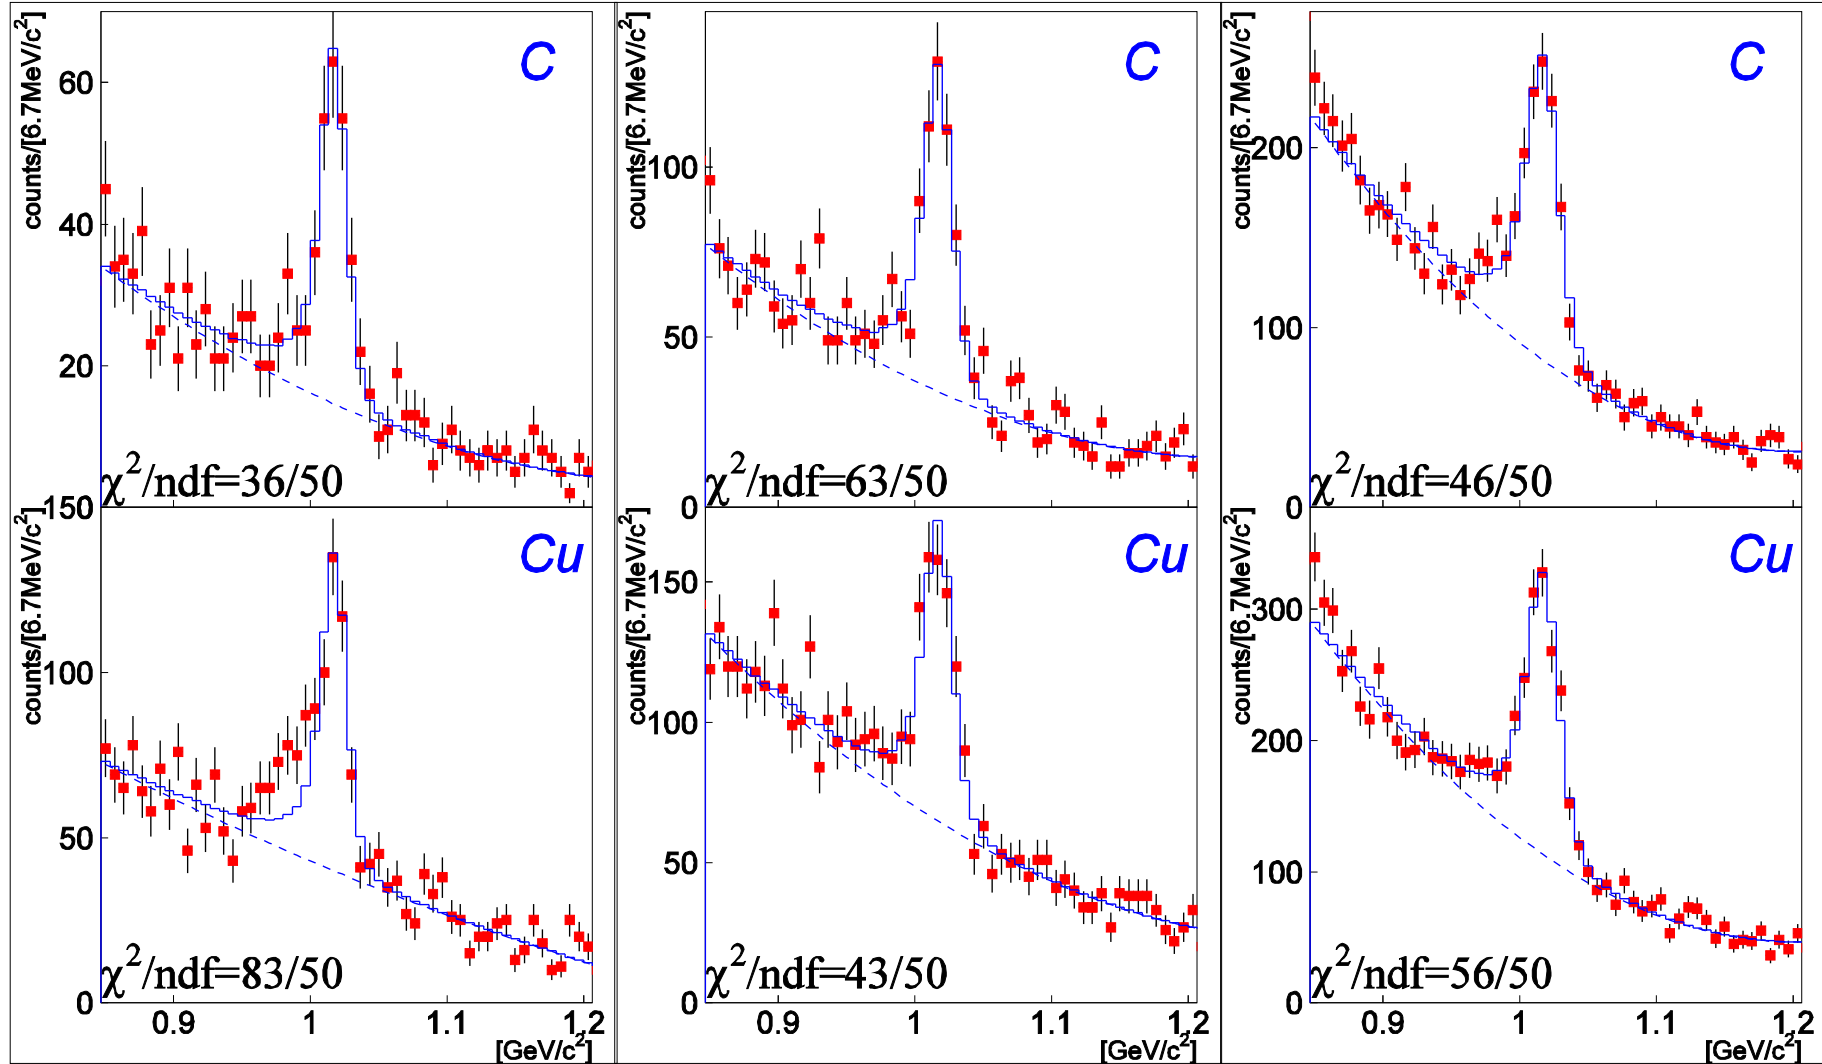 counts/[6.7MeV/c²]
C
60
40
20
χ²/ndf=36/50
counts/[6.7MeV/c²]
C
100
50
0
χ²/ndf=63/50
counts/[6.7MeV/c²]
C
200
100
0
χ²/ndf=46/50
counts/[6.7MeV/c²]
Cu
150
100
50
0
χ²/ndf=83/50
0.9 1 1.1 1.2
[GeV/c²]
counts/[6.7MeV/c²]
Cu
150
100
50
0
χ²/ndf=43/50
0.9 1 1.1 1.2
[GeV/c²]
counts/[6.7MeV/c²]
Cu
300
200
100
0
χ²/ndf=56/50
0.9 1 1.1 1.2
[GeV/c²]